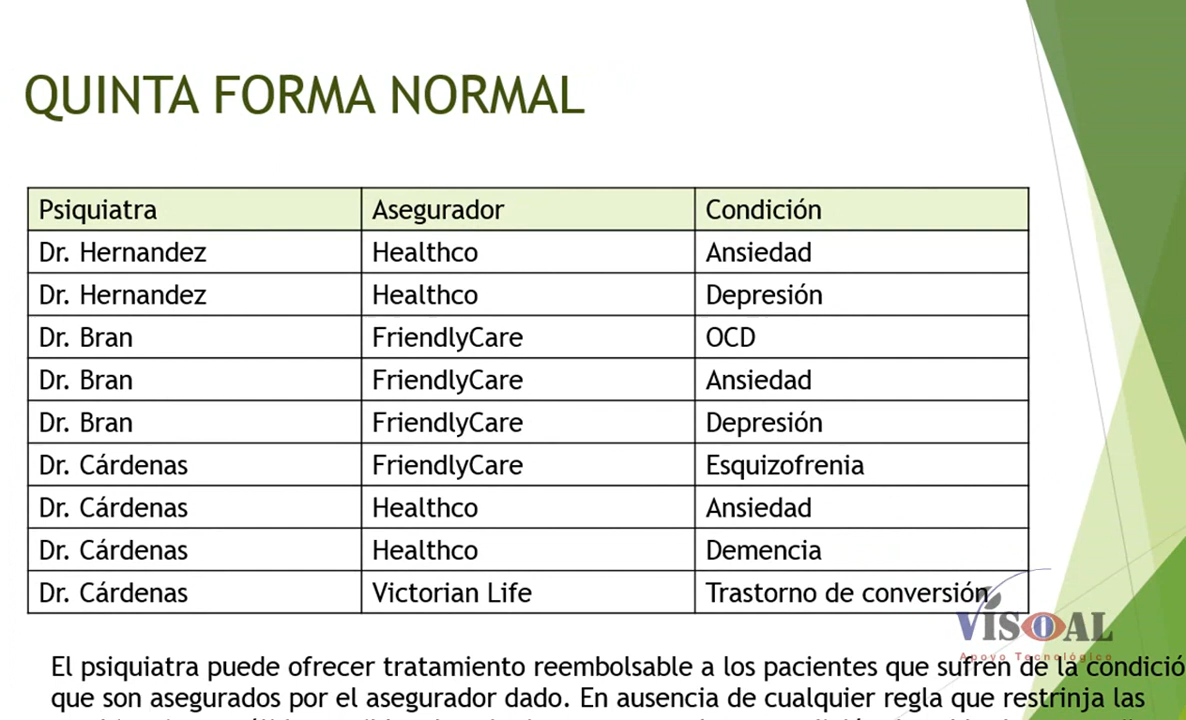 QUINTA FORMA NORMAL
Psiquiatra Asegurador Condición
Dr. Hernandez Healthco Ansiedad
Dr. Hernandez Healthco Depresión
Dr. Bran FriendlyCare OCD
Dr. Bran FriendlyCare Ansiedad
Dr. Bran FriendlyCare Depresión
Dr. Cárdenas FriendlyCare Esquizofrenia
Dr. Cárdenas Healthco Ansiedad
Dr. Cárdenas Healthco Demencia
Dr. Cárdenas Victorian Life Trastorno de conversión
VISOAL
Apoyo Tecnológico
El psiquiatra puede ofrecer tratamiento reembolsable a los pacientes que sufren de la condició
que son asegurados por el asegurador dado. En ausencia de cualquier regla que restrinja las